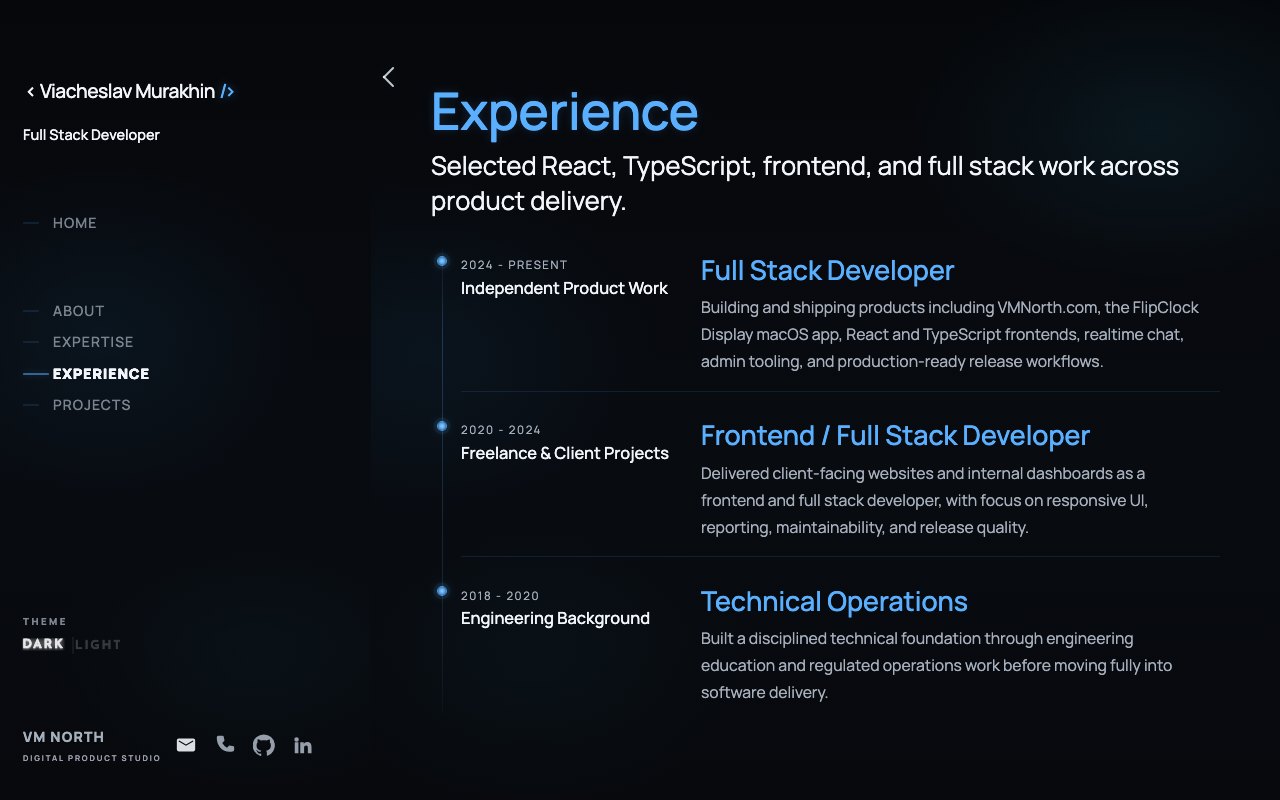 < Viacheslav Murakhin />
Full Stack Developer
HOME
ABOUT
EXPERTISE
EXPERIENCE
PROJECTS
THEME
DARK | LIGHT
VM NORTH
DIGITAL PRODUCT STUDIO
in
Experience
Selected React, TypeScript, frontend, and full stack work across
product delivery.
2024 - PRESENT
Independent Product Work
Full Stack Developer
Building and shipping products including VMNorth.com, the FlipClock
Display macOS app, React and TypeScript frontends, realtime chat,
admin tooling, and production-ready release workflows.
2020 - 2024
Freelance & Client Projects
Frontend / Full Stack Developer
Delivered client-facing websites and internal dashboards as a
frontend and full stack developer, with focus on responsive UI,
reporting, maintainability, and release quality.
2018 - 2020
Engineering Background
Technical Operations
Built a disciplined technical foundation through engineering
education and regulated operations work before moving fully into
software delivery.